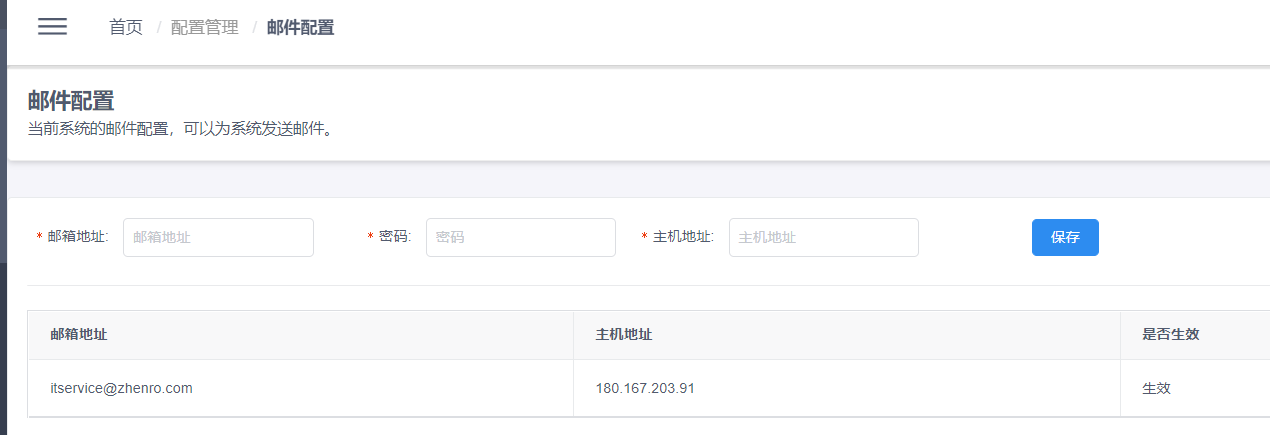 首页 / 配置管理 / 邮件配置
邮件配置
当前系统的邮件配置，可以为系统发送邮件。
* 邮箱地址: 邮箱地址 * 密码: 密码 * 主机地址: 主机地址 保存
邮箱地址 主机地址 是否生效
itservice@zhenro.com 180.167.203.91 生效